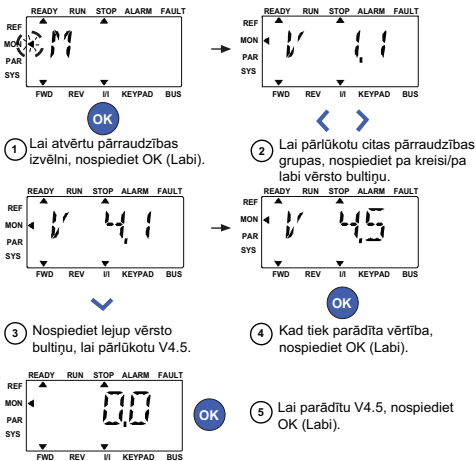 READY RUN STOP ALARM FAULT
REF
MON
PAR
SYS
M
FWD REV I/I KEYPAD BUS
OK
1 Lai atvērtu pārraudzības
izvēlni, nospiediet OK (Labi).
READY RUN STOP ALARM FAULT
REF
MON
PAR
SYS
V 1,1
FWD REV I/I KEYPAD BUS
2 Lai pārlūkotu citas pārraudzības
grupas, nospiediet pa kreisi/pa
labi vērsto bultiņu.
READY RUN STOP ALARM FAULT
REF
MON
PAR
SYS
V 4,1
FWD REV I/I KEYPAD BUS
3 Nospiediet lejup vērsto
bultiņu, lai pārlūkotu V4.5.
READY RUN STOP ALARM FAULT
REF
MON
PAR
SYS
V 4,5
FWD REV I/I KEYPAD BUS
OK
4 Kad tiek parādīta vērtība,
nospiediet OK (Labi).
READY RUN STOP ALARM FAULT
REF
MON
PAR
SYS
0,0
FWD REV I/I KEYPAD BUS
OK
5 Lai parādītu V4.5, nospiediet
OK (Labi).